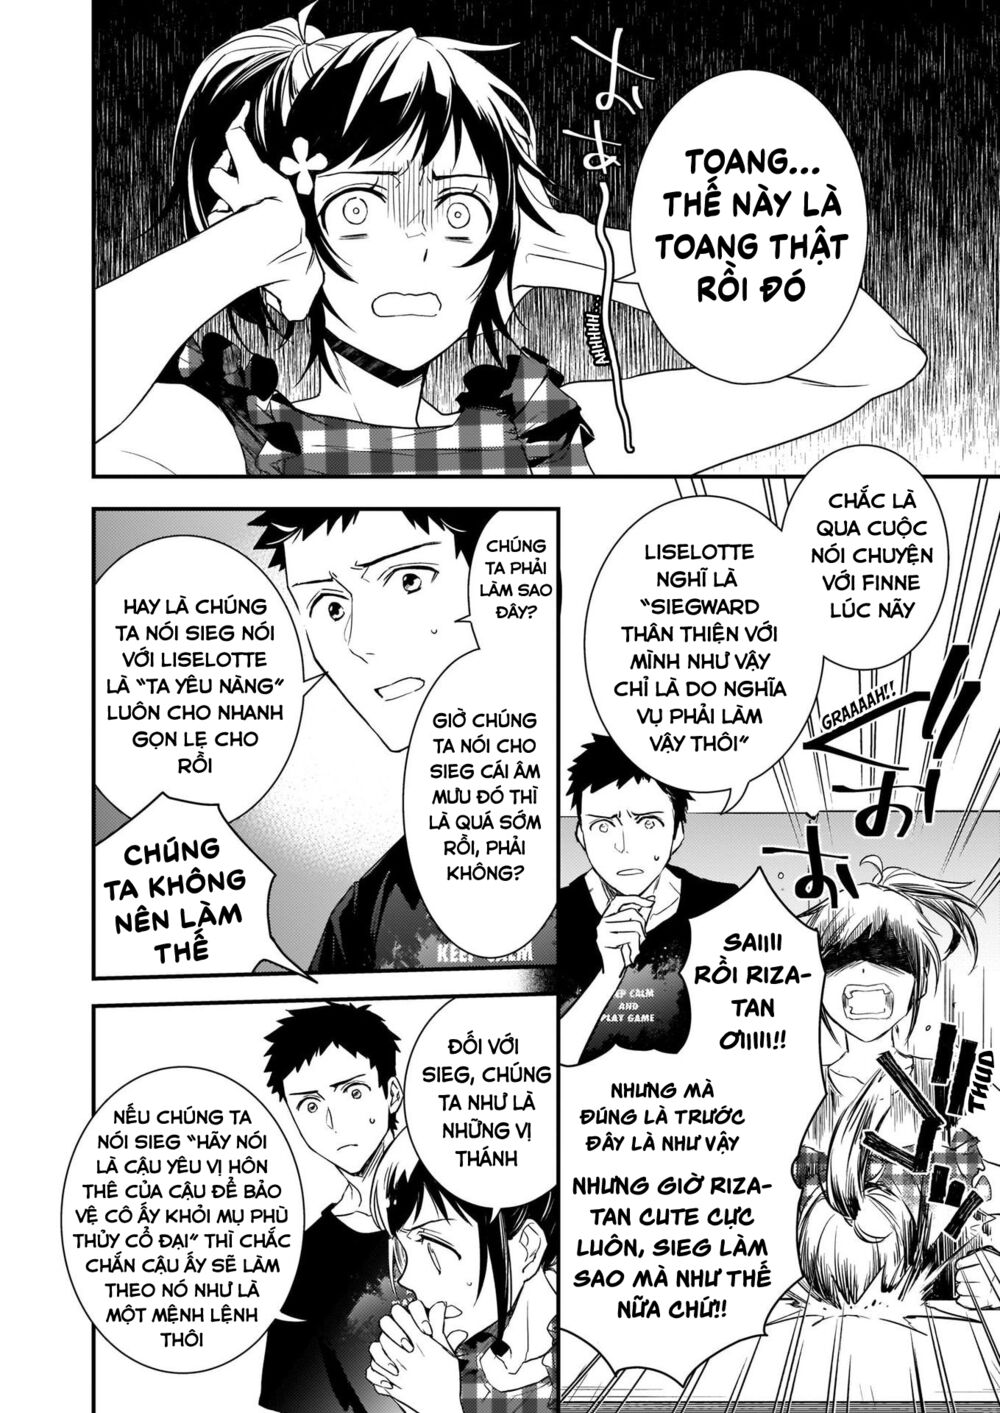 TOANG...
THẾ NÀY LÀ
TOANG THẬT
RỒI ĐÓ
おおぉ
AHHHHH...
CHẮC LÀ
QUA CUỘC
NÓI CHUYỆN
VỚI FINNE
LÚC NÃY
LISELOTTE
NGHĨ LÀ
"SIEGWARD
THÂN THIỆN VỚI
MÌNH NHƯ VẬY
CHỈ LÀ DO NGHĨA
VỤ PHẢI LÀM
VẬY THÔI"
GRAAAAH!!
おおぉ
SAIIII
RỒI RIZA-
TAN
ƠIIIII!!
KEEP CALM
AND
PLAY GAME
THUD
NHƯNG MÀ
ĐÚNG LÀ TRƯỚC
ĐÂY LÀ NHƯ VẬY
NHƯNG GIỜ RIZA-
TAN CUTE CỰC
LUÔN, SIEG LÀM
SAO MÀ NHƯ THẾ
NỮA CHỨ!!
CHÚNG
TA PHẢI
LÀM SAO
ĐÂY?
GIỜ CHÚNG
TA NÓI CHO
SIEG CÁI ÂM
MƯU ĐÓ THÌ
LÀ QUÁ SỚM
RỒI, PHẢI
KHÔNG?
HAY LÀ CHÚNG
TA NÓI SIEG NÓI
VỚI LISELOTTE
LÀ "TA YÊU NÀNG"
LUÔN CHO NHANH
GỌN LẸ CHO
RỒI
CHÚNG
TA KHÔNG
NÊN LÀM
THẾ
KEEP CALM
ĐỐI VỚI
SIEG, CHÚNG
TA NHƯ LÀ
NHỮNG VỊ
THÁNH
NẾU CHÚNG TA
NÓI SIEG "HÃY NÓI
LÀ CẬU YÊU VỊ HÔN
THÊ CỦA CẬU ĐỂ BẢO
VỆ CÔ ẤY KHỎI MỤ PHÙ
THỦY CỔ ĐẠI" THÌ CHẮC
CHẮN CẬU ẤY SẼ LÀM
THEO NÓ NHƯ LÀ
MỘT MỆNH LỆNH
THÔI